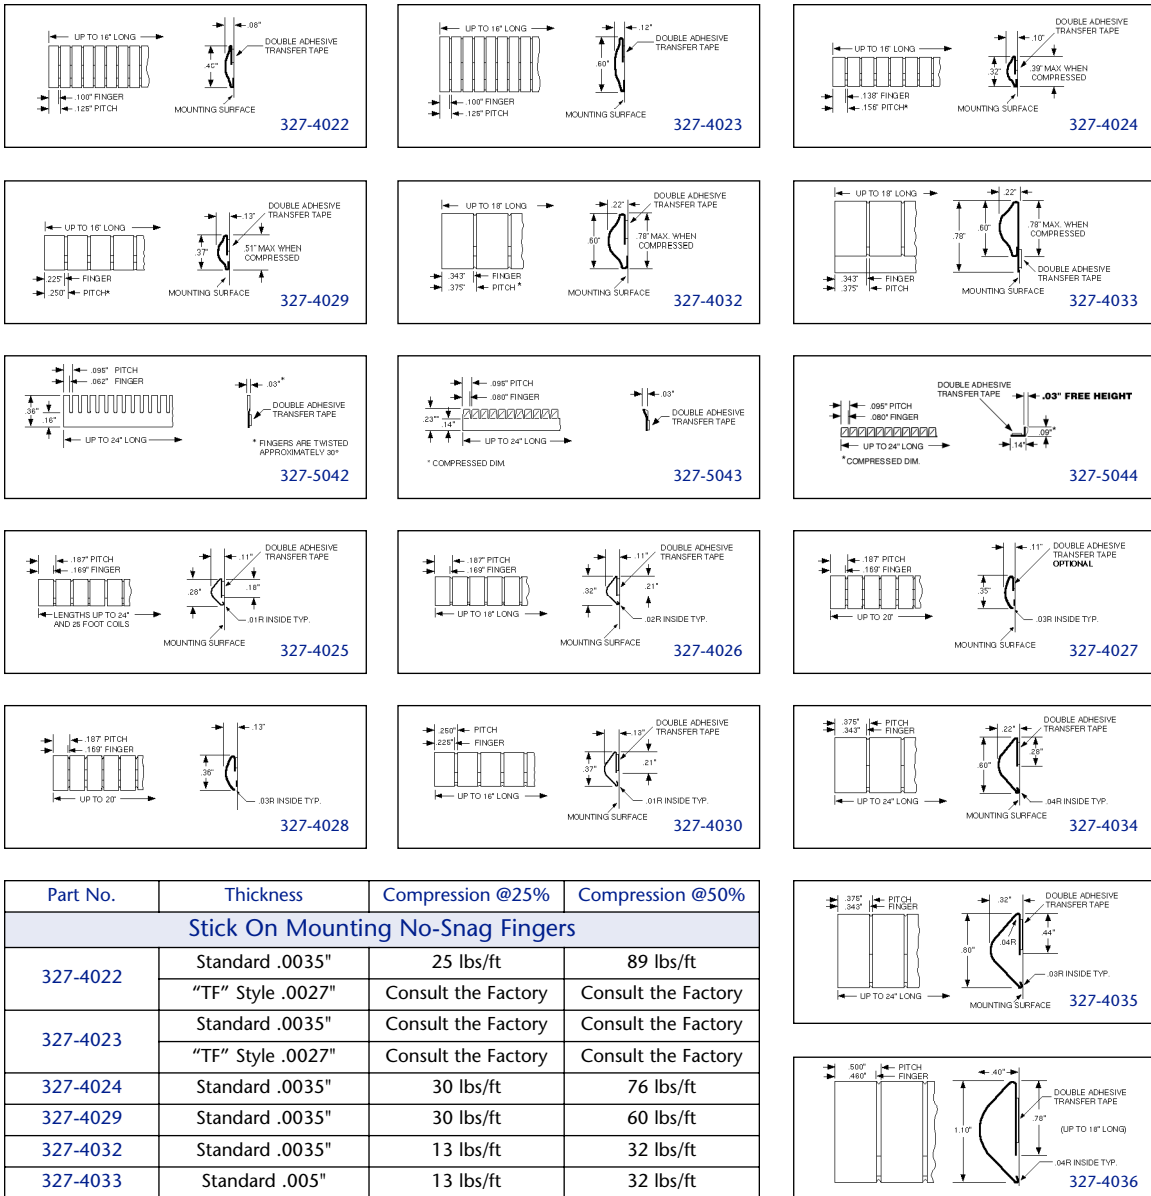 UP TO 16" LONG
.08"
DOUBLE ADHESIVE
TRANSFER TAPE
.100" FINGER
.125" PITCH
MOUNTING SURFACE
327-4022
UP TO 16" LONG
.12"
DOUBLE ADHESIVE
TRANSFER TAPE
.60"
.100" FINGER
.125" PITCH
MOUNTING SURFACE
327-4023
UP TO 16" LONG
.10"
DOUBLE ADHESIVE
TRANSFER TAPE
.32"
.39" MAX WHEN
COMPRESSED
.138" FINGER
.156" PITCH*
MOUNTING SURFACE
327-4024
UP TO 16" LONG
.13"
DOUBLE ADHESIVE
TRANSFER TAPE
.37"
.51" MAX WHEN
COMPRESSED
.225" FINGER
.250" PITCH*
MOUNTING SURFACE
327-4029
UP TO 18" LONG
.22"
DOUBLE ADHESIVE
TRANSFER TAPE
.60"
.78" MAX. WHEN
COMPRESSED
.343" FINGER
.375" PITCH *
MOUNTING SURFACE
327-4032
UP TO 18" LONG
.22"
.78"
.60"
.78" MAX. WHEN
COMPRESSED
DOUBLE ADHESIVE
TRANSFER TAPE
.343" FINGER
.375" PITCH
MOUNTING SURFACE
327-4033
.095" PITCH
.062" FINGER
.03"*
.36"
.16"
DOUBLE ADHESIVE
TRANSFER TAPE
UP TO 24" LONG
* FINGERS ARE TWISTED
APPROXIMATELY 30°
327-5042
.095" PITCH
.080" FINGER
.03"
.23"*
.14"
DOUBLE ADHESIVE
TRANSFER TAPE
UP TO 24" LONG
* COMPRESSED DIM.
327-5043
DOUBLE ADHESIVE
TRANSFER TAPE
.03" FREE HEIGHT
.095" PITCH
.080" FINGER
.09"*
.14"
UP TO 24" LONG
*COMPRESSED DIM.
327-5044
.187" PITCH
.169" FINGER
.11"
DOUBLE ADHESIVE
TRANSFER TAPE
.28"
.18"
LENGTHS UP TO 24"
AND 25 FOOT COILS
.01R INSIDE TYP.
MOUNTING SURFACE
327-4025
.187" PITCH
.169" FINGER
.11"
DOUBLE ADHESIVE
TRANSFER TAPE
.32"
.21"
UP TO 18" LONG
.02R INSIDE TYP.
MOUNTING SURFACE
327-4026
.187" PITCH
.169" FINGER
.11"
DOUBLE ADHESIVE
TRANSFER TAPE
OPTIONAL
.35"
UP TO 20"
.03R INSIDE TYP.
MOUNTING SURFACE
327-4027
.187" PITCH
.169" FINGER
.13"
.36"
UP TO 20"
.03R INSIDE TYP.
327-4028
.250" PITCH
.225" FINGER
.13"
DOUBLE ADHESIVE
TRANSFER TAPE
.37"
.21"
UP TO 16" LONG
.01R INSIDE TYP.
MOUNTING SURFACE
327-4030
.375" PITCH
.343" FINGER
.22"
DOUBLE ADHESIVE
TRANSFER TAPE
.60"
.28"
UP TO 24" LONG
.04R INSIDE TYP.
MOUNTING SURFACE
327-4034
.375" PITCH
.343" FINGER
.32"
DOUBLE ADHESIVE
TRANSFER TAPE
.80"
.04R
.44"
.03R INSIDE TYP.
UP TO 24" LONG
MOUNTING SURFACE
327-4035
.500" PITCH
.460" FINGER
.40"
DOUBLE ADHESIVE
TRANSFER TAPE
1.10"
.78"
(UP TO 18" LONG)
.04R INSIDE TYP.
327-4036
Part No. Thickness Compression @25% Compression @50%
Stick On Mounting No-Snag Fingers
327-4022 Standard .0035" 25 lbs/ft 89 lbs/ft
“TF” Style .0027" Consult the Factory Consult the Factory
327-4023 Standard .0035" Consult the Factory Consult the Factory
“TF” Style .0027" Consult the Factory Consult the Factory
327-4024 Standard .0035" 30 lbs/ft 76 lbs/ft
327-4029 Standard .0035" 30 lbs/ft 60 lbs/ft
327-4032 Standard .0035" 13 lbs/ft 32 lbs/ft
327-4033 Standard .005" 13 lbs/ft 32 lbs/ft